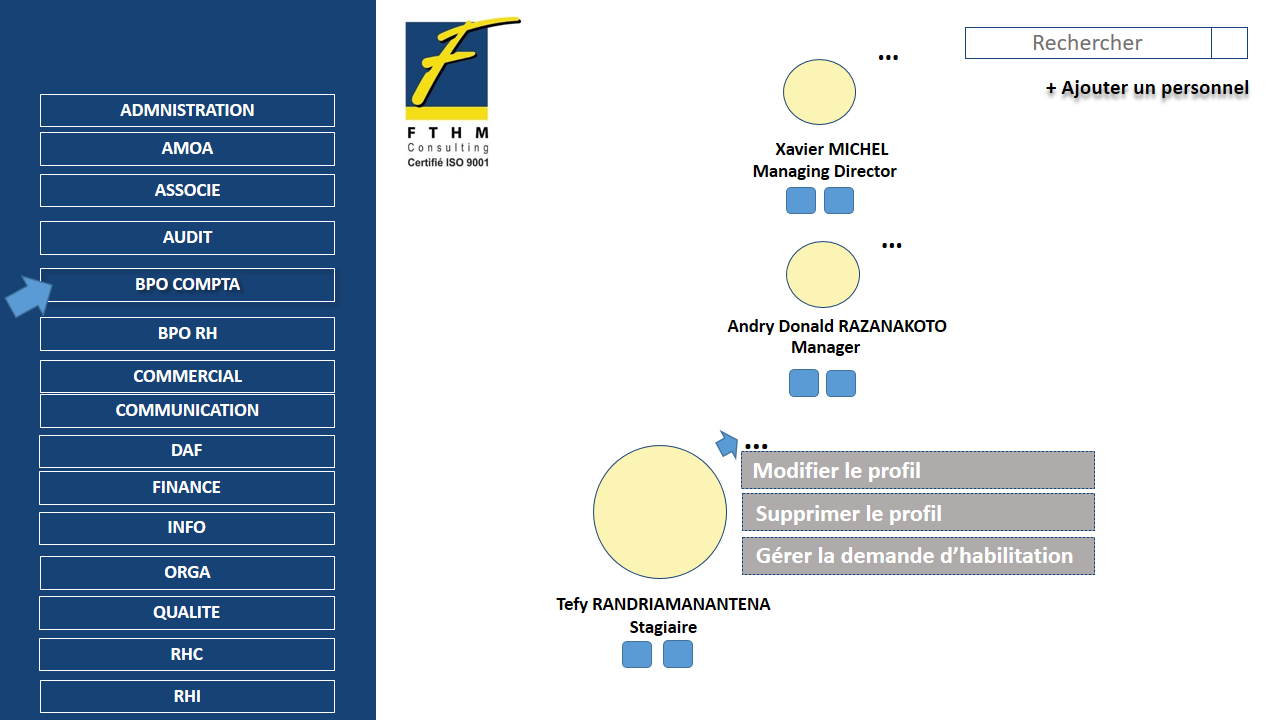 ADMNISTRATION
AMOA
ASSOCIE
AUDIT
BPO COMPTA
BPO RH
COMMERCIAL
COMMUNICATION
DAF
FINANCE
INFO
ORGA
QUALITE
RHC
RHI
F T H M
Consulting
Certifié ISO 9001
Rechercher
+ Ajouter un personnel
...
Xavier MICHEL
Managing Director
...
Andry Donald RAZANAKOTO
Manager
...
Modifier le profil
Supprimer le profil
Gérer la demande d’habilitation
Tefy RANDRIAMANANTENA
Stagiaire